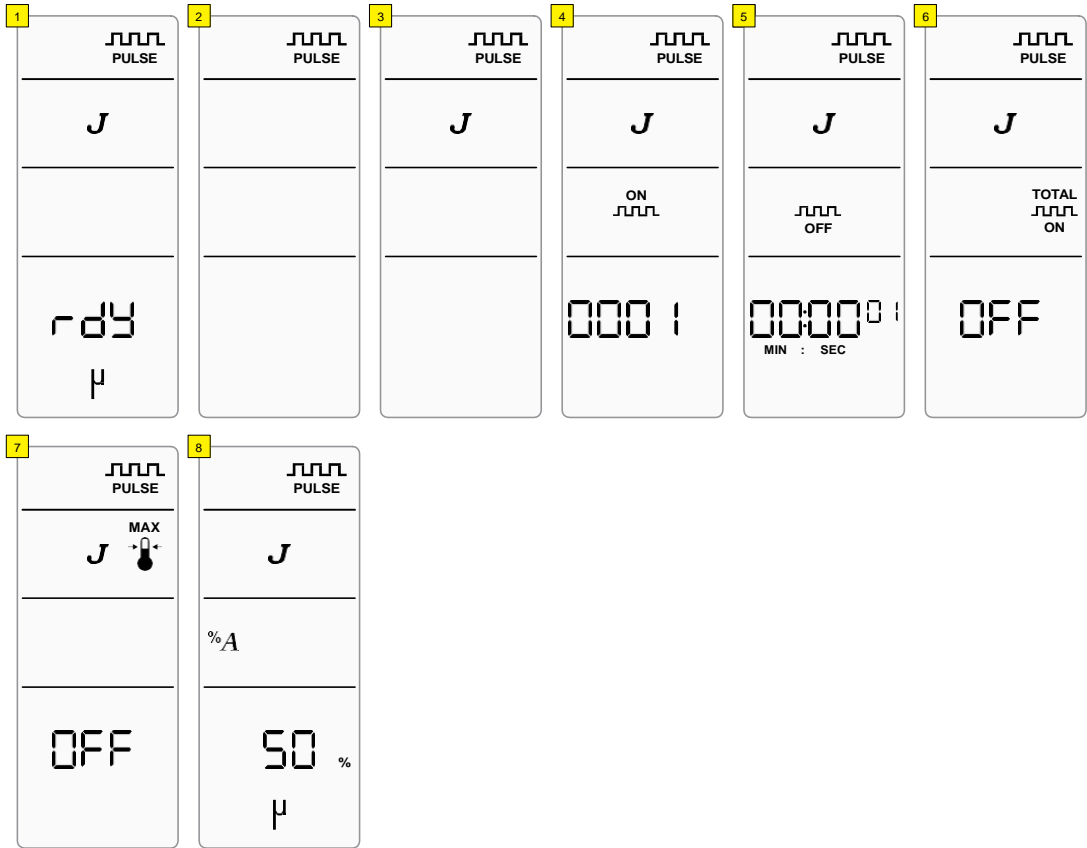 1
PULSE
J
rdY
µ
2
PULSE
3
PULSE
J
4
PULSE
J
ON
0001
5
PULSE
J
OFF
00:00 01
MIN : SEC
6
PULSE
J
TOTAL
ON
OFF
7
PULSE
MAX
J
OFF
8
PULSE
J
%A
50 %
µ